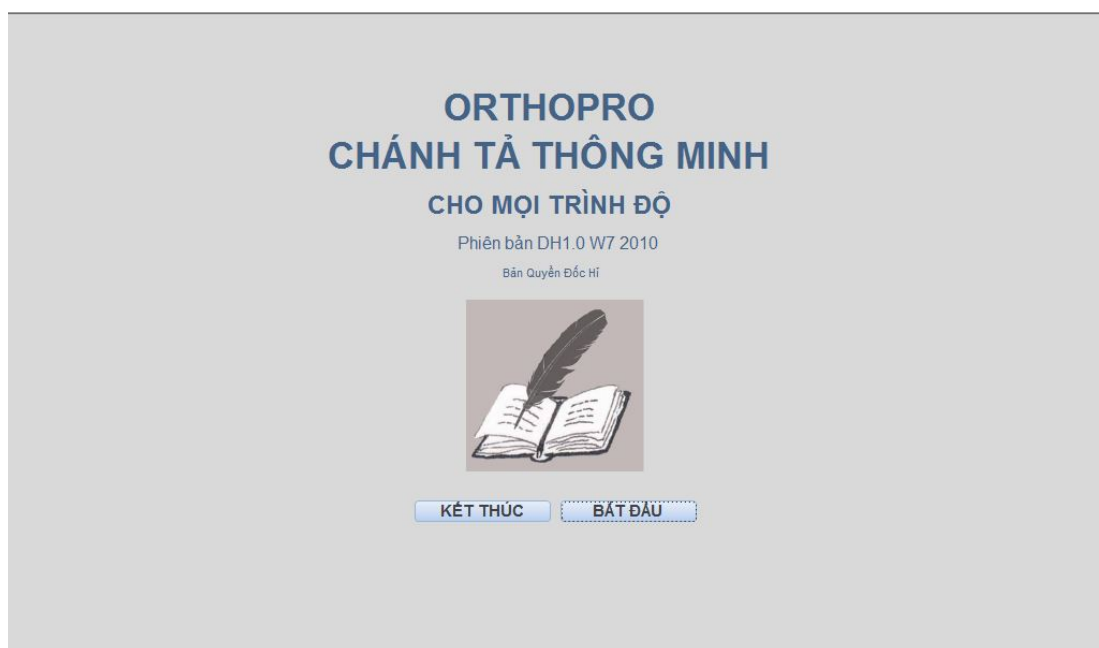 ORTHOPRO
CHÁNH TẢ THÔNG MINH
CHO MỌI TRÌNH ĐỘ
Phiên bản DH1.0 W7 2010
Bản Quyền Đốc Hí
KẾT THÚC
BẮT ĐẦU